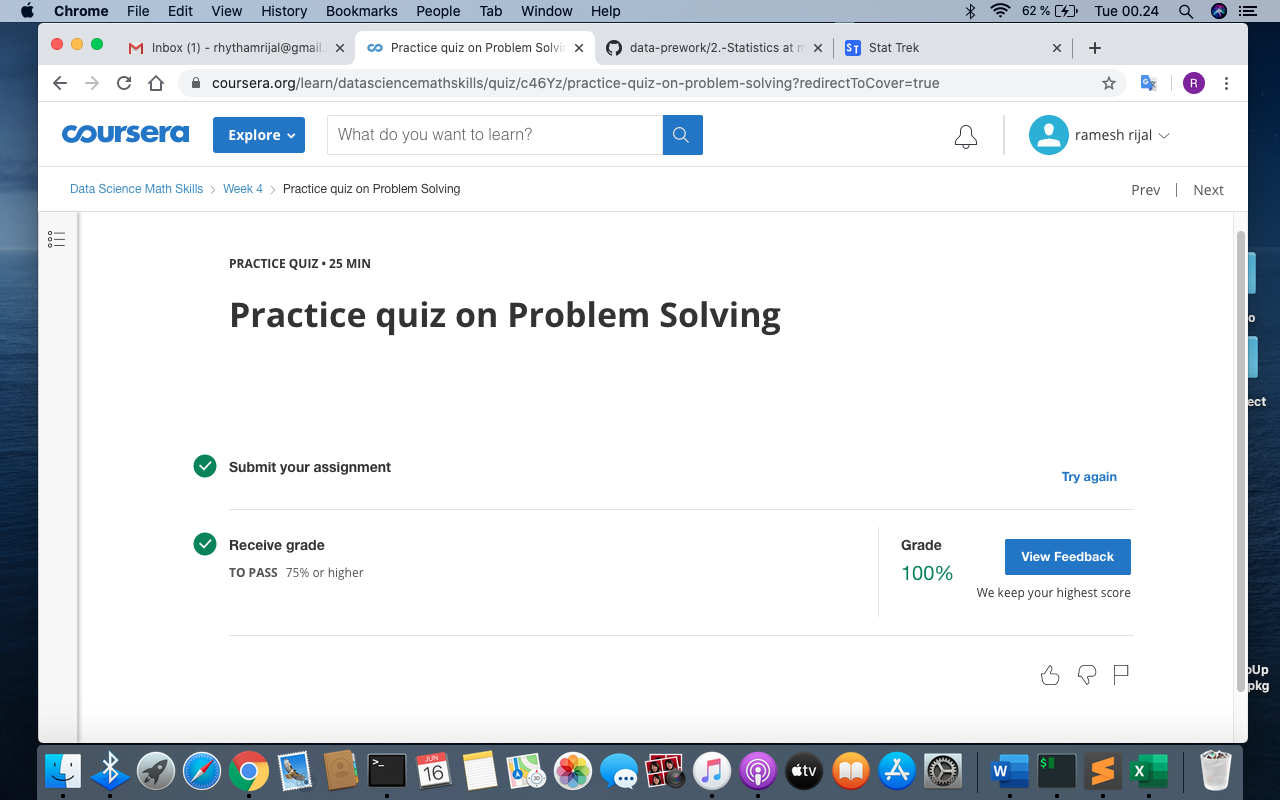 Chrome File Edit View History Bookmarks People Tab Window Help 62 % Tue 00.24
Inbox (1) - rhythamrijal@gmail.
Practice quiz on Problem Solvi
data-prework/2.-Statistics at m
Stat Trek
coursera.org/learn/datasciencemathskills/quiz/c46Yz/practice-quiz-on-problem-solving?redirectToCover=true
R
coursera
Explore
What do you want to learn?
ramesh rijal
Data Science Math Skills Week 4 Practice quiz on Problem Solving
Prev | Next
PRACTICE QUIZ • 25 MIN
Practice quiz on Problem Solving
Submit your assignment
Try again
Receive grade
TO PASS 75% or higher
Grade
100%
View Feedback
We keep your highest score
o
ect
pUp
pkg
JUN
16
tv
W
$
X